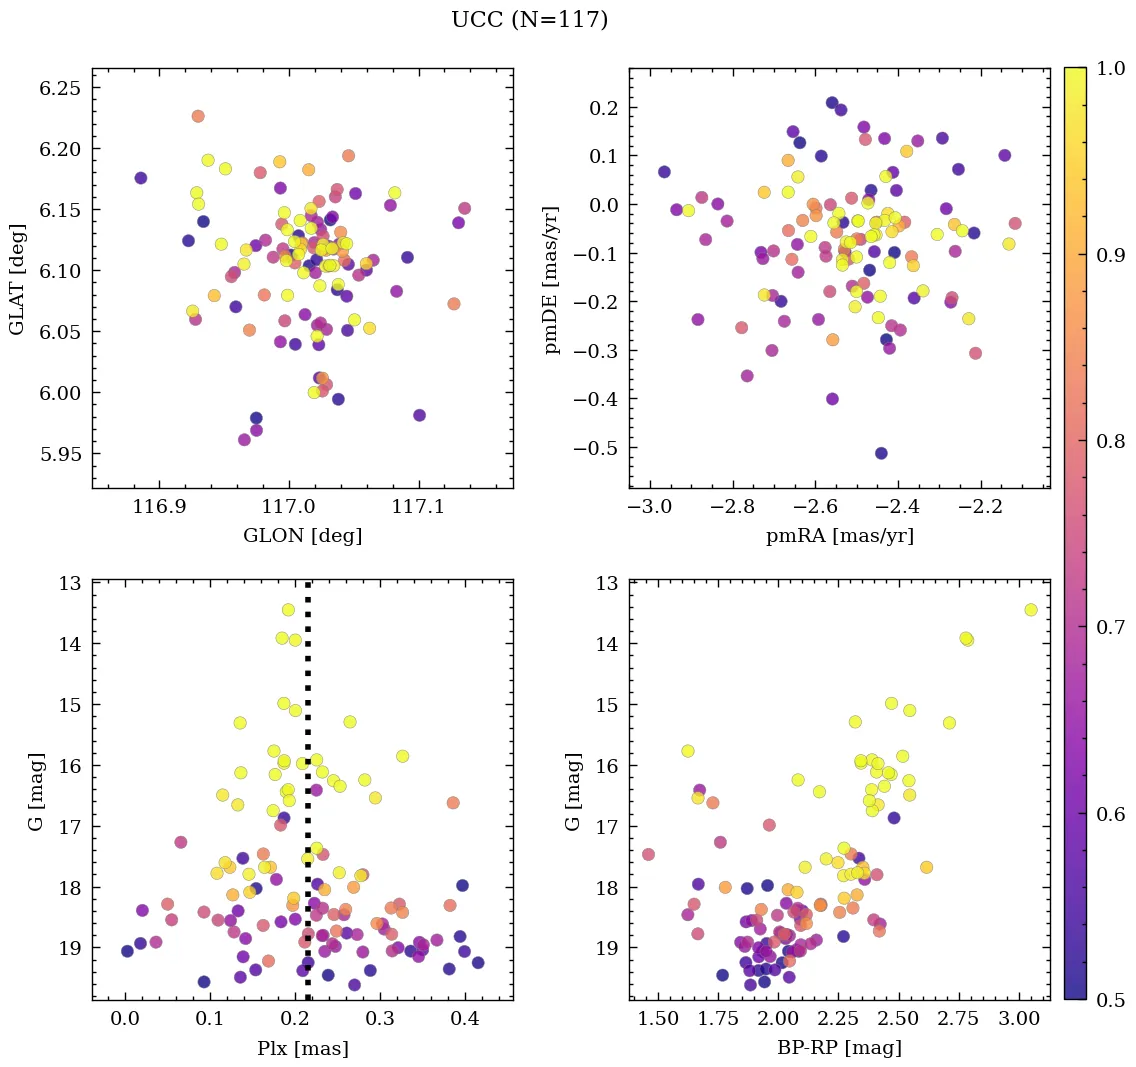 UCC (N=117)
6.25
6.20
6.15
6.10
6.05
6.00
5.95
GLAT [deg]
116.9 117.0 117.1
GLON [deg]
0.2
0.1
0.0
−0.1
−0.2
−0.3
−0.4
−0.5
pmDE [mas/yr]
−3.0 −2.8 −2.6 −2.4 −2.2
pmRA [mas/yr]
13
14
15
16
17
18
19
G [mag]
0.0 0.1 0.2 0.3 0.4
Plx [mas]
13
14
15
16
17
18
19
G [mag]
1.50 1.75 2.00 2.25 2.50 2.75 3.00
BP-RP [mag]
1.0
0.9
0.8
0.7
0.6
0.5